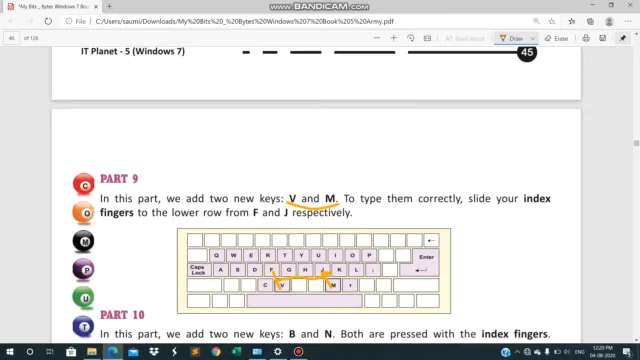 www.BANDICAM.com
*My Bits _ Bytes Windows 7 Book
C:/Users/saumi/Downloads/My%20Bits%20_%20Bytes%20Windows%207%20Book%205%20Army.pdf
46 of 128
Read aloud
Draw
Erase
IT Planet - 5 (Windows 7)
45
PART 9
In this part, we add two new keys: V and M. To type them correctly, slide your index
fingers to the lower row from F and J respectively.
Q W E R T Y U I O P
Enter
Caps Lock A S D F G H J K L ;
C V M ,
PART 10
In this part, we add two new keys: B and N. Both are pressed with the index fingers.
C
O
M
P
U
T
ENG
12:20 PM
04-08-2020